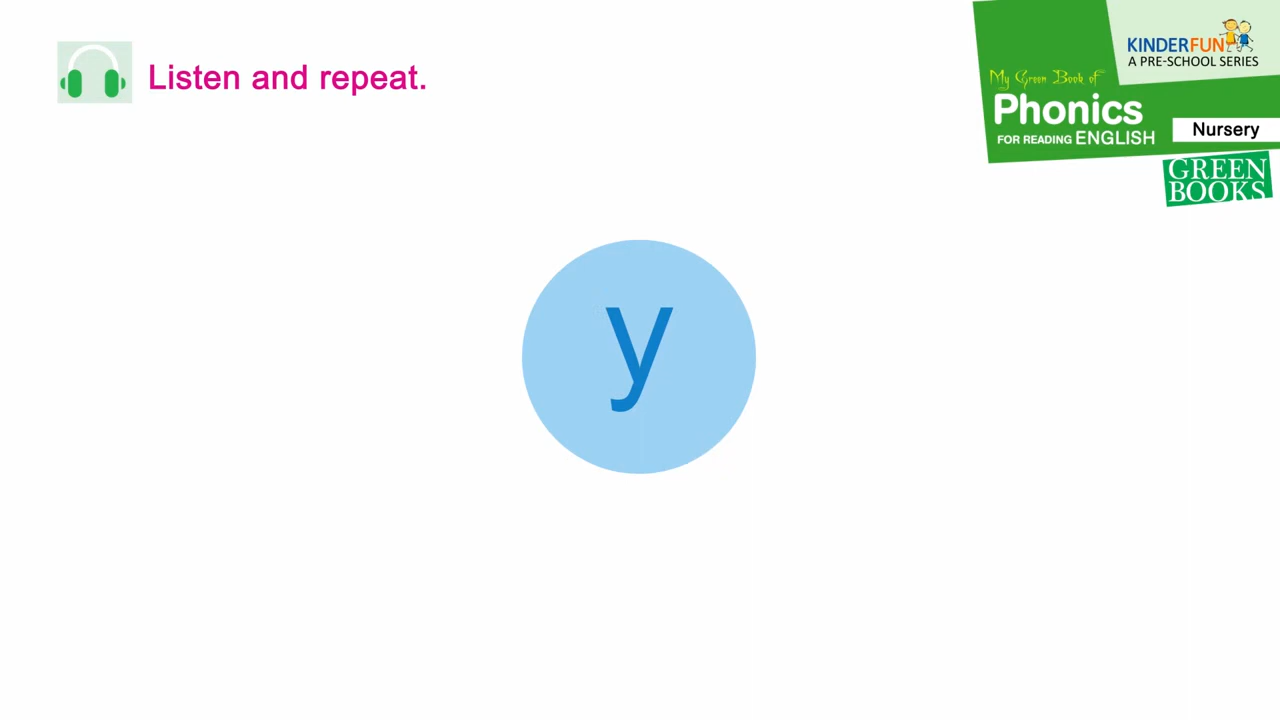 Listen and repeat.
KINDERFUN
A PRE-SCHOOL SERIES
My Green Book of
Phonics
FOR READING ENGLISH
Nursery
GREEN
BOOKS
y